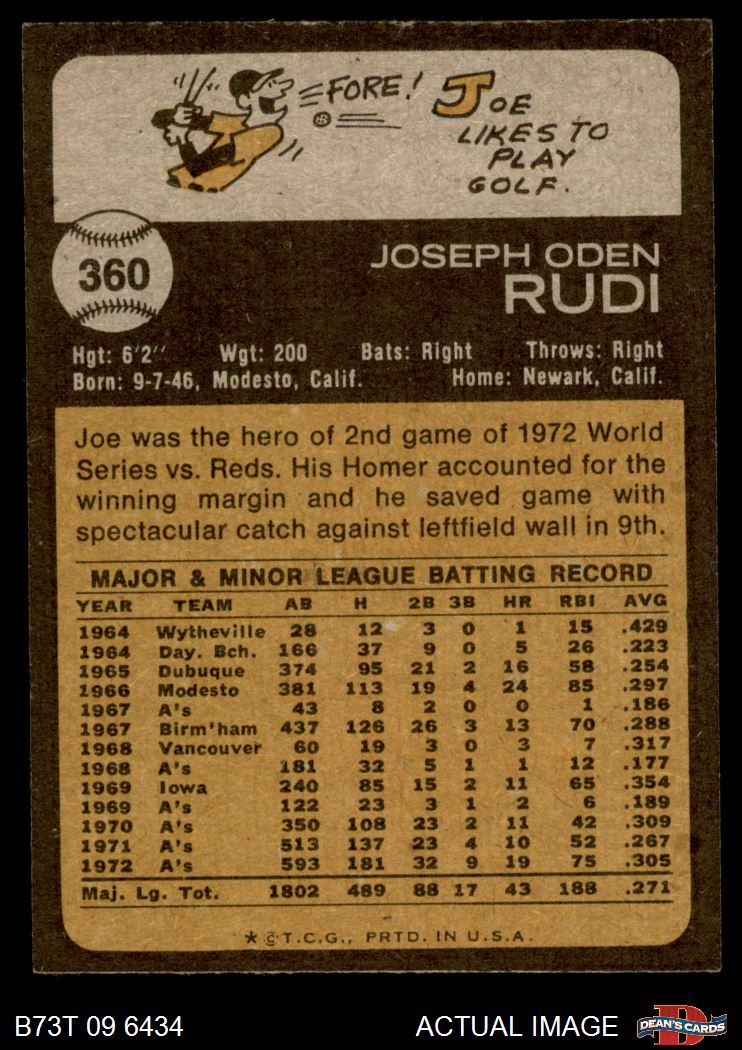 FORE!
JOE
LIKES TO
PLAY
GOLF.
360
JOSEPH ODEN
RUDI
Hgt: 6'2" Wgt: 200 Bats: Right Throws: Right
Born: 9-7-46, Modesto, Calif. Home: Newark, Calif.
Joe was the hero of 2nd game of 1972 World
Series vs. Reds. His Homer accounted for the
winning margin and he saved game with
spectacular catch against leftfield wall in 9th.
MAJOR & MINOR LEAGUE BATTING RECORD
YEAR TEAM AB H 2B 3B HR RBI AVG
1964 Wytheville 28 12 3 0 1 15 .429
1964 Day. Bch. 166 37 9 0 5 26 .223
1965 Dubuque 374 95 21 2 16 58 .254
1966 Modesto 381 113 19 4 24 85 .297
1967 A's 43 8 2 0 0 1 .186
1967 Birm'ham 437 126 26 3 13 70 .288
1968 Vancouver 60 19 3 0 3 7 .317
1968 A's 181 32 5 1 1 12 .177
1969 Iowa 240 85 15 2 11 65 .354
1969 A's 122 23 3 1 2 6 .189
1970 A's 350 108 23 2 11 42 .309
1971 A's 513 137 23 4 10 52 .267
1972 A's 593 181 32 9 19 75 .305
Maj. Lg. Tot. 1802 489 88 17 43 188 .271
* © T.C.G., PRTD. IN U.S.A.
B73T 09 6434 ACTUAL IMAGE D DEAN'S CARDS